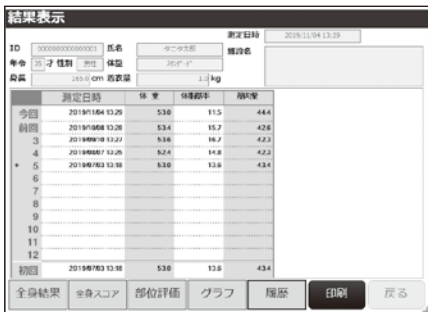 結果表示
測定日時 2019/11/04 13:29
ID 0000000000000001 氏名 タニタ太郎 施設名
年令 35 才 性別 男性 体型 スタンダード
身長 165.0 cm 着衣量 1.0 kg
測定日時 体 重 体脂肪率 筋肉量
今回 2019/11/04 13:29 53.0 11.5 44.4
前回 2019/10/08 13:28 53.4 15.7 42.6
3 2019/09/10 13:27 53.6 16.7 42.3
4 2019/08/07 13:25 52.4 14.8 42.3
* 5 2019/07/03 13:18 53.0 13.6 43.4
6
7
8
9
10
11
12
初回 2019/07/03 13:18 53.0 13.6 43.4
全身結果 全身スコア 部位評価 グラフ 履歴 印刷 戻る